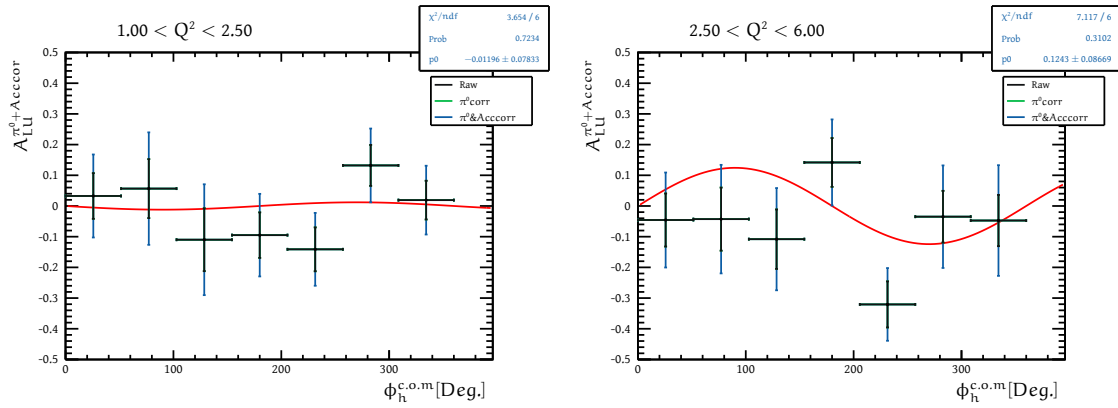 1.00 < Q² < 2.50
χ²/ndf 3.654 / 6
Prob 0.7234
p0 −0.01196 ± 0.07833
Raw
π⁰corr
π⁰&Acccorr
A_LU^π⁰+Acccor
0.5
0.4
0.3
0.2
0.1
0
-0.1
-0.2
-0.3
-0.4
-0.5
0 100 200 300
ϕ_h^c.o.m [Deg.]
2.50 < Q² < 6.00
χ²/ndf 7.117 / 6
Prob 0.3102
p0 0.1243 ± 0.08669
Raw
π⁰corr
π⁰&Acccorr
A_LU^π⁰+Acccor
0.5
0.4
0.3
0.2
0.1
0
-0.1
-0.2
-0.3
-0.4
-0.5
0 100 200 300
ϕ_h^c.o.m [Deg.]